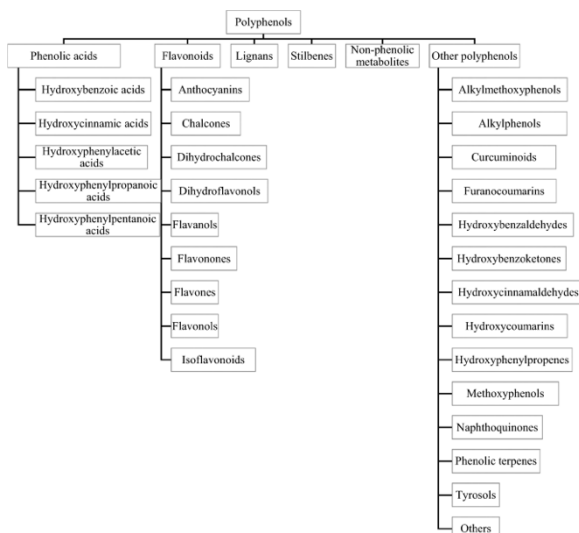 Polyphenols
Phenolic acids
Flavonoids
Lignans
Stilbenes
Non-phenolic
metabolites
Other polyphenols
Hydroxybenzoic acids
Hydroxycinnamic acids
Hydroxyphenylacetic
acids
Hydroxyphenylpropanoic
acids
Hydroxyphenylpentanoic
acids
Anthocyanins
Chalcones
Dihydrochalcones
Dihydroflavonols
Flavanols
Flavonones
Flavones
Flavonols
Isoflavonoids
Alkylmethoxyphenols
Alkylphenols
Curcuminoids
Furanocoumarins
Hydroxybenzaldehydes
Hydroxybenzoketones
Hydroxycinnamaldehydes
Hydroxycoumarins
Hydroxyphenylpropenes
Methoxyphenols
Naphthoquinones
Phenolic terpenes
Tyrosols
Others